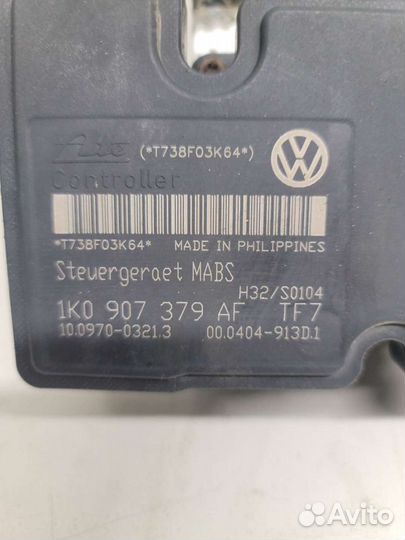 Ate (*T738F03K64*)
Controller
*T738F03K64* MADE IN PHILIPPINES
Steuergeraet MABS
H32/S0104
1K0 907 379 AF TF7
10.0970-0321.3 00.0404-913D.1
Avito